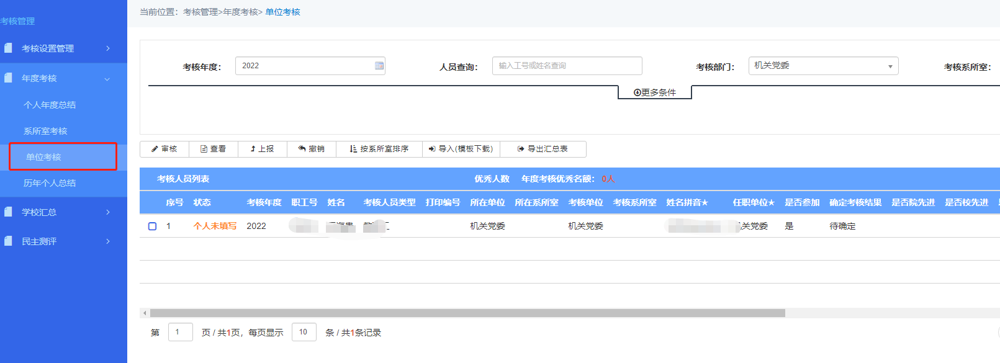 考核管理
考核设置管理
年度考核
个人年度总结
系所室考核
单位考核
历年个人总结
学校汇总
民主测评
当前位置：考核管理>年度考核> 单位考核
考核年度： 2022 人员查询： 输入工号或姓名查询 考核部门： 机关党委 考核系所室：
更多条件
审核 查看 上报 撤销 按系所室排序 导入(模板下载) 导出汇总表
考核人员列表 优秀人数 年度考核优秀名额： 0人
序号 状态 考核年度 职工号 姓名 考核人员类型 打印编号 所在单位 所在系所室 考核单位 考核系所室 姓名拼音★ 任职单位★ 是否参加 确定考核结果 是否院先进 是否校先进
1 个人未填写 2022 机关党委 机关党委 关党委 是 待确定
第 1 页 / 共1页，每页显示 10 条 / 共1条记录